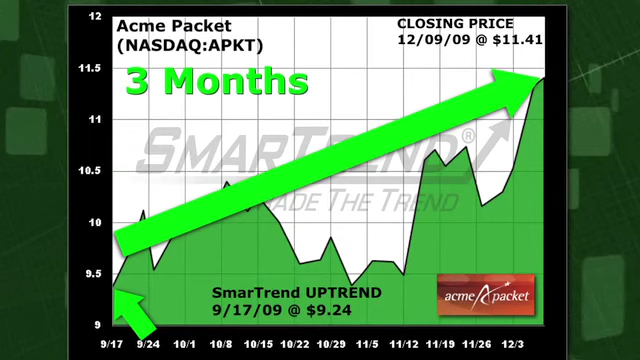 Acme Packet
(NASDAQ:APKT)
CLOSING PRICE
12/09/09 @ $11.41
3 Months
12
11.5
11
10.5
10
9.5
9
SMARTREND®
TRADE THE TREND
SmarTrend UPTREND
9/17/09 @ $9.24
acme packet
9/17 9/24 10/1 10/8 10/15 10/22 10/29 11/5 11/12 11/19 11/26 12/3